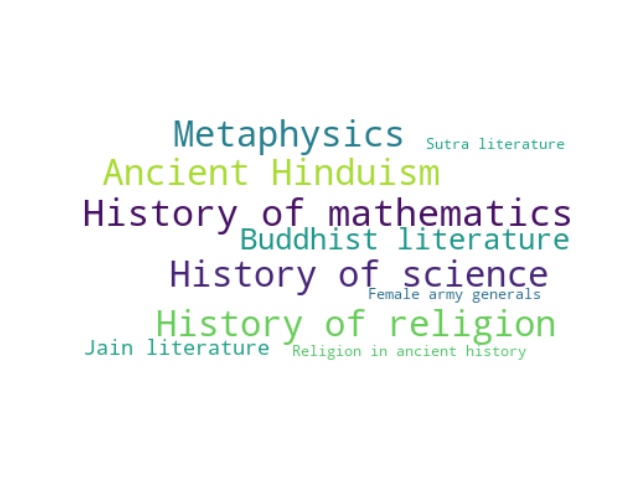 Metaphysics
Sutra literature
Ancient Hinduism
History of mathematics
Buddhist literature
History of science
Female army generals
History of religion
Jain literature
Religion in ancient history